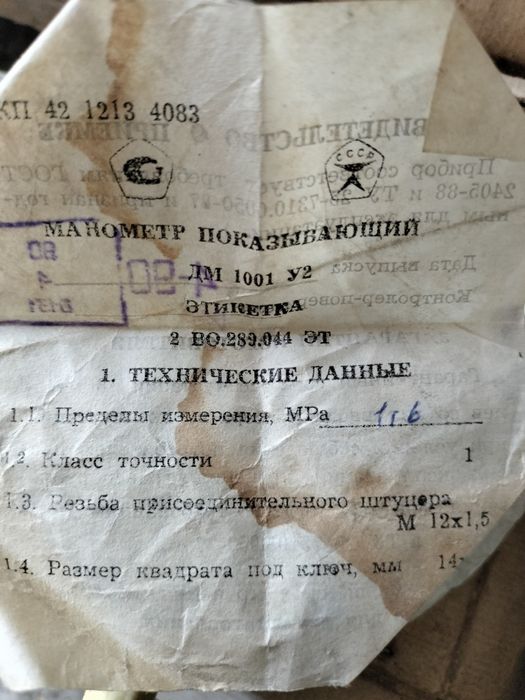 КП 42 1213 4083
СССР
МАНОМЕТР ПОКАЗЫВАЮЩИЙ
ДМ 1001 У2
ЭТИКЕТКА
2 ВО.289.044 ЭТ
1. ТЕХНИЧЕСКИЕ ДАННЫЕ
1.1. Пределы измерения, МРа 1,6
1.2. Класс точности 1
1.3. Резьба присоединительного штуцера
М 12х1,5
1.4. Размер квадрата под ключ, мм 14